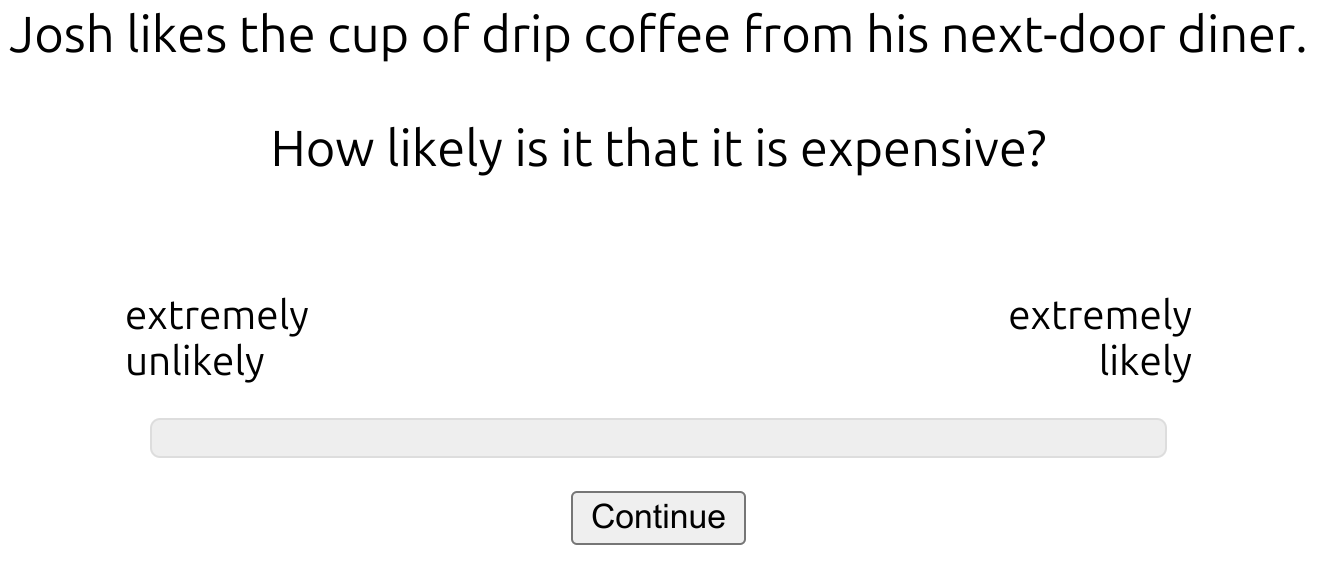 Josh likes the cup of drip coffee from his next-door diner.
How likely is it that it is expensive?
extremely unlikely
extremely likely
Continue